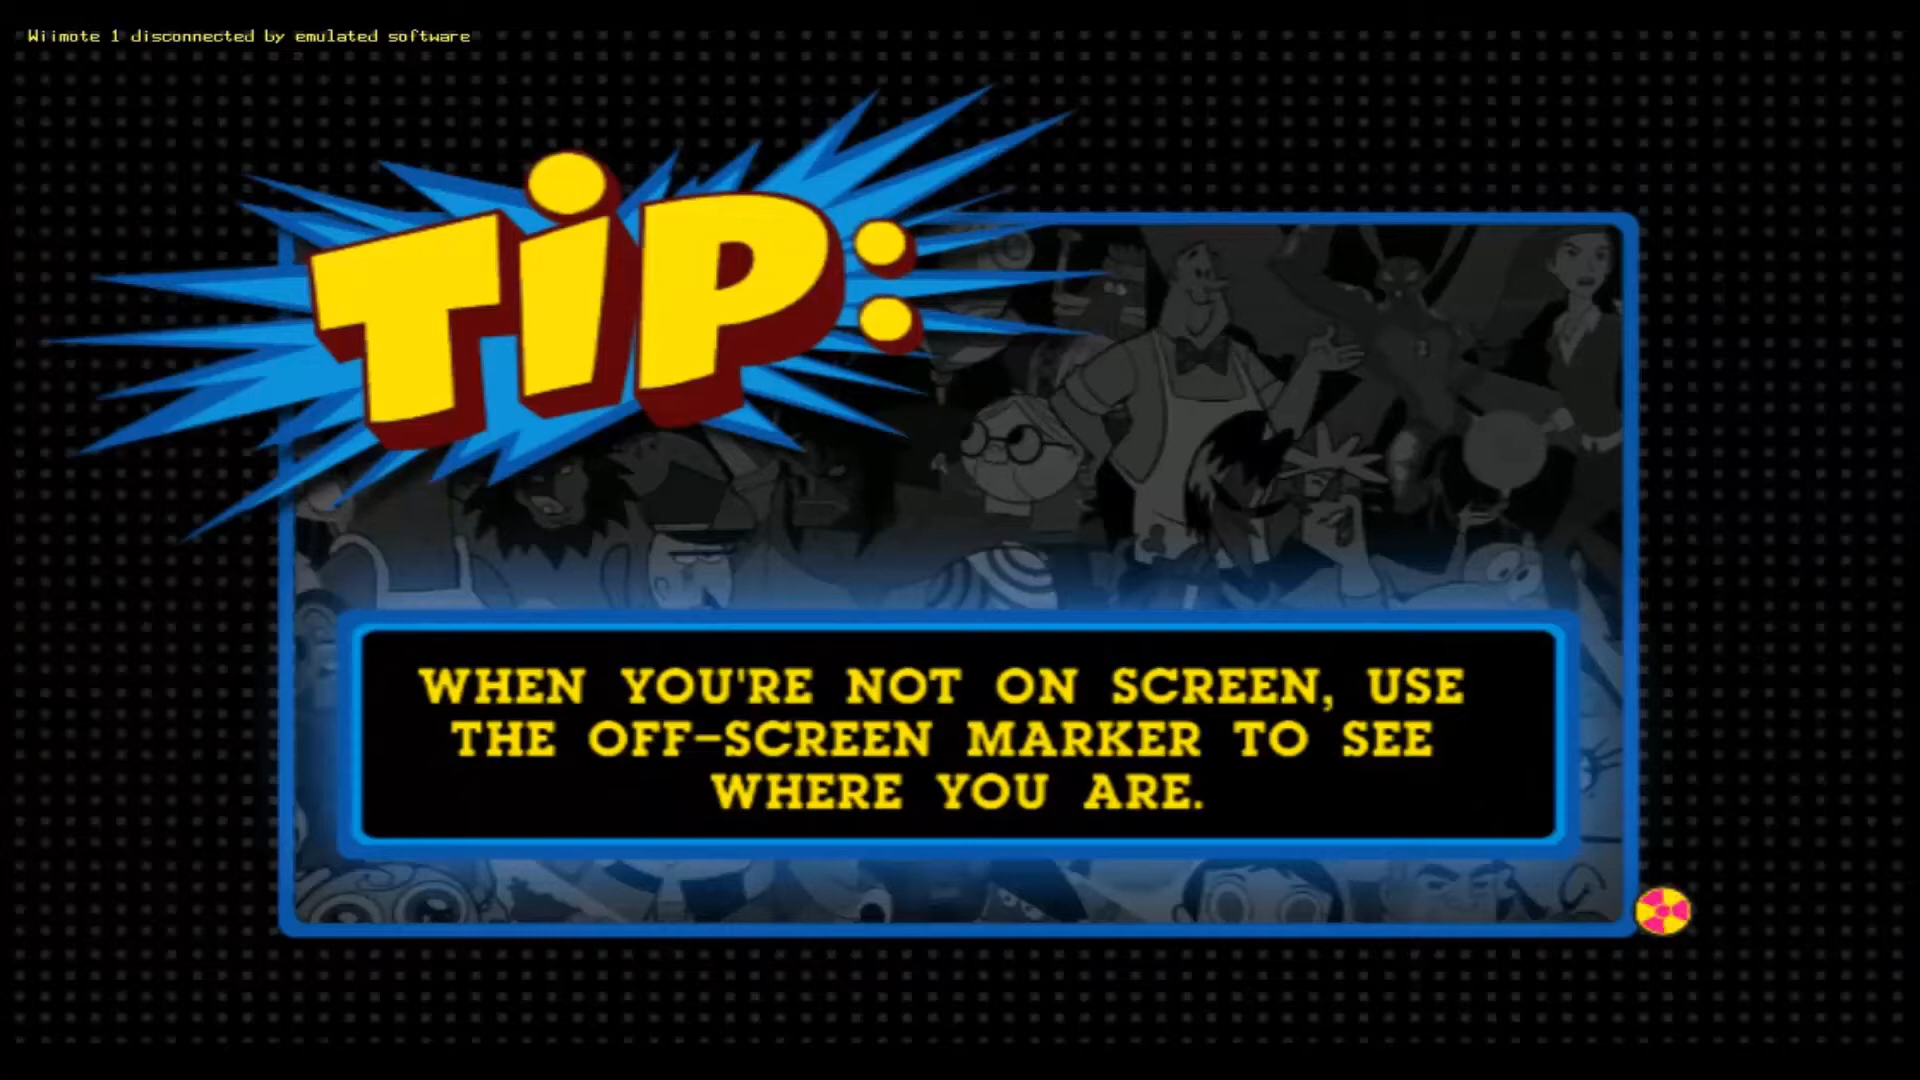 Wiimote 1 disconnected by emulated software
TiP:
WHEN YOU'RE NOT ON SCREEN, USE
THE OFF-SCREEN MARKER TO SEE
WHERE YOU ARE.